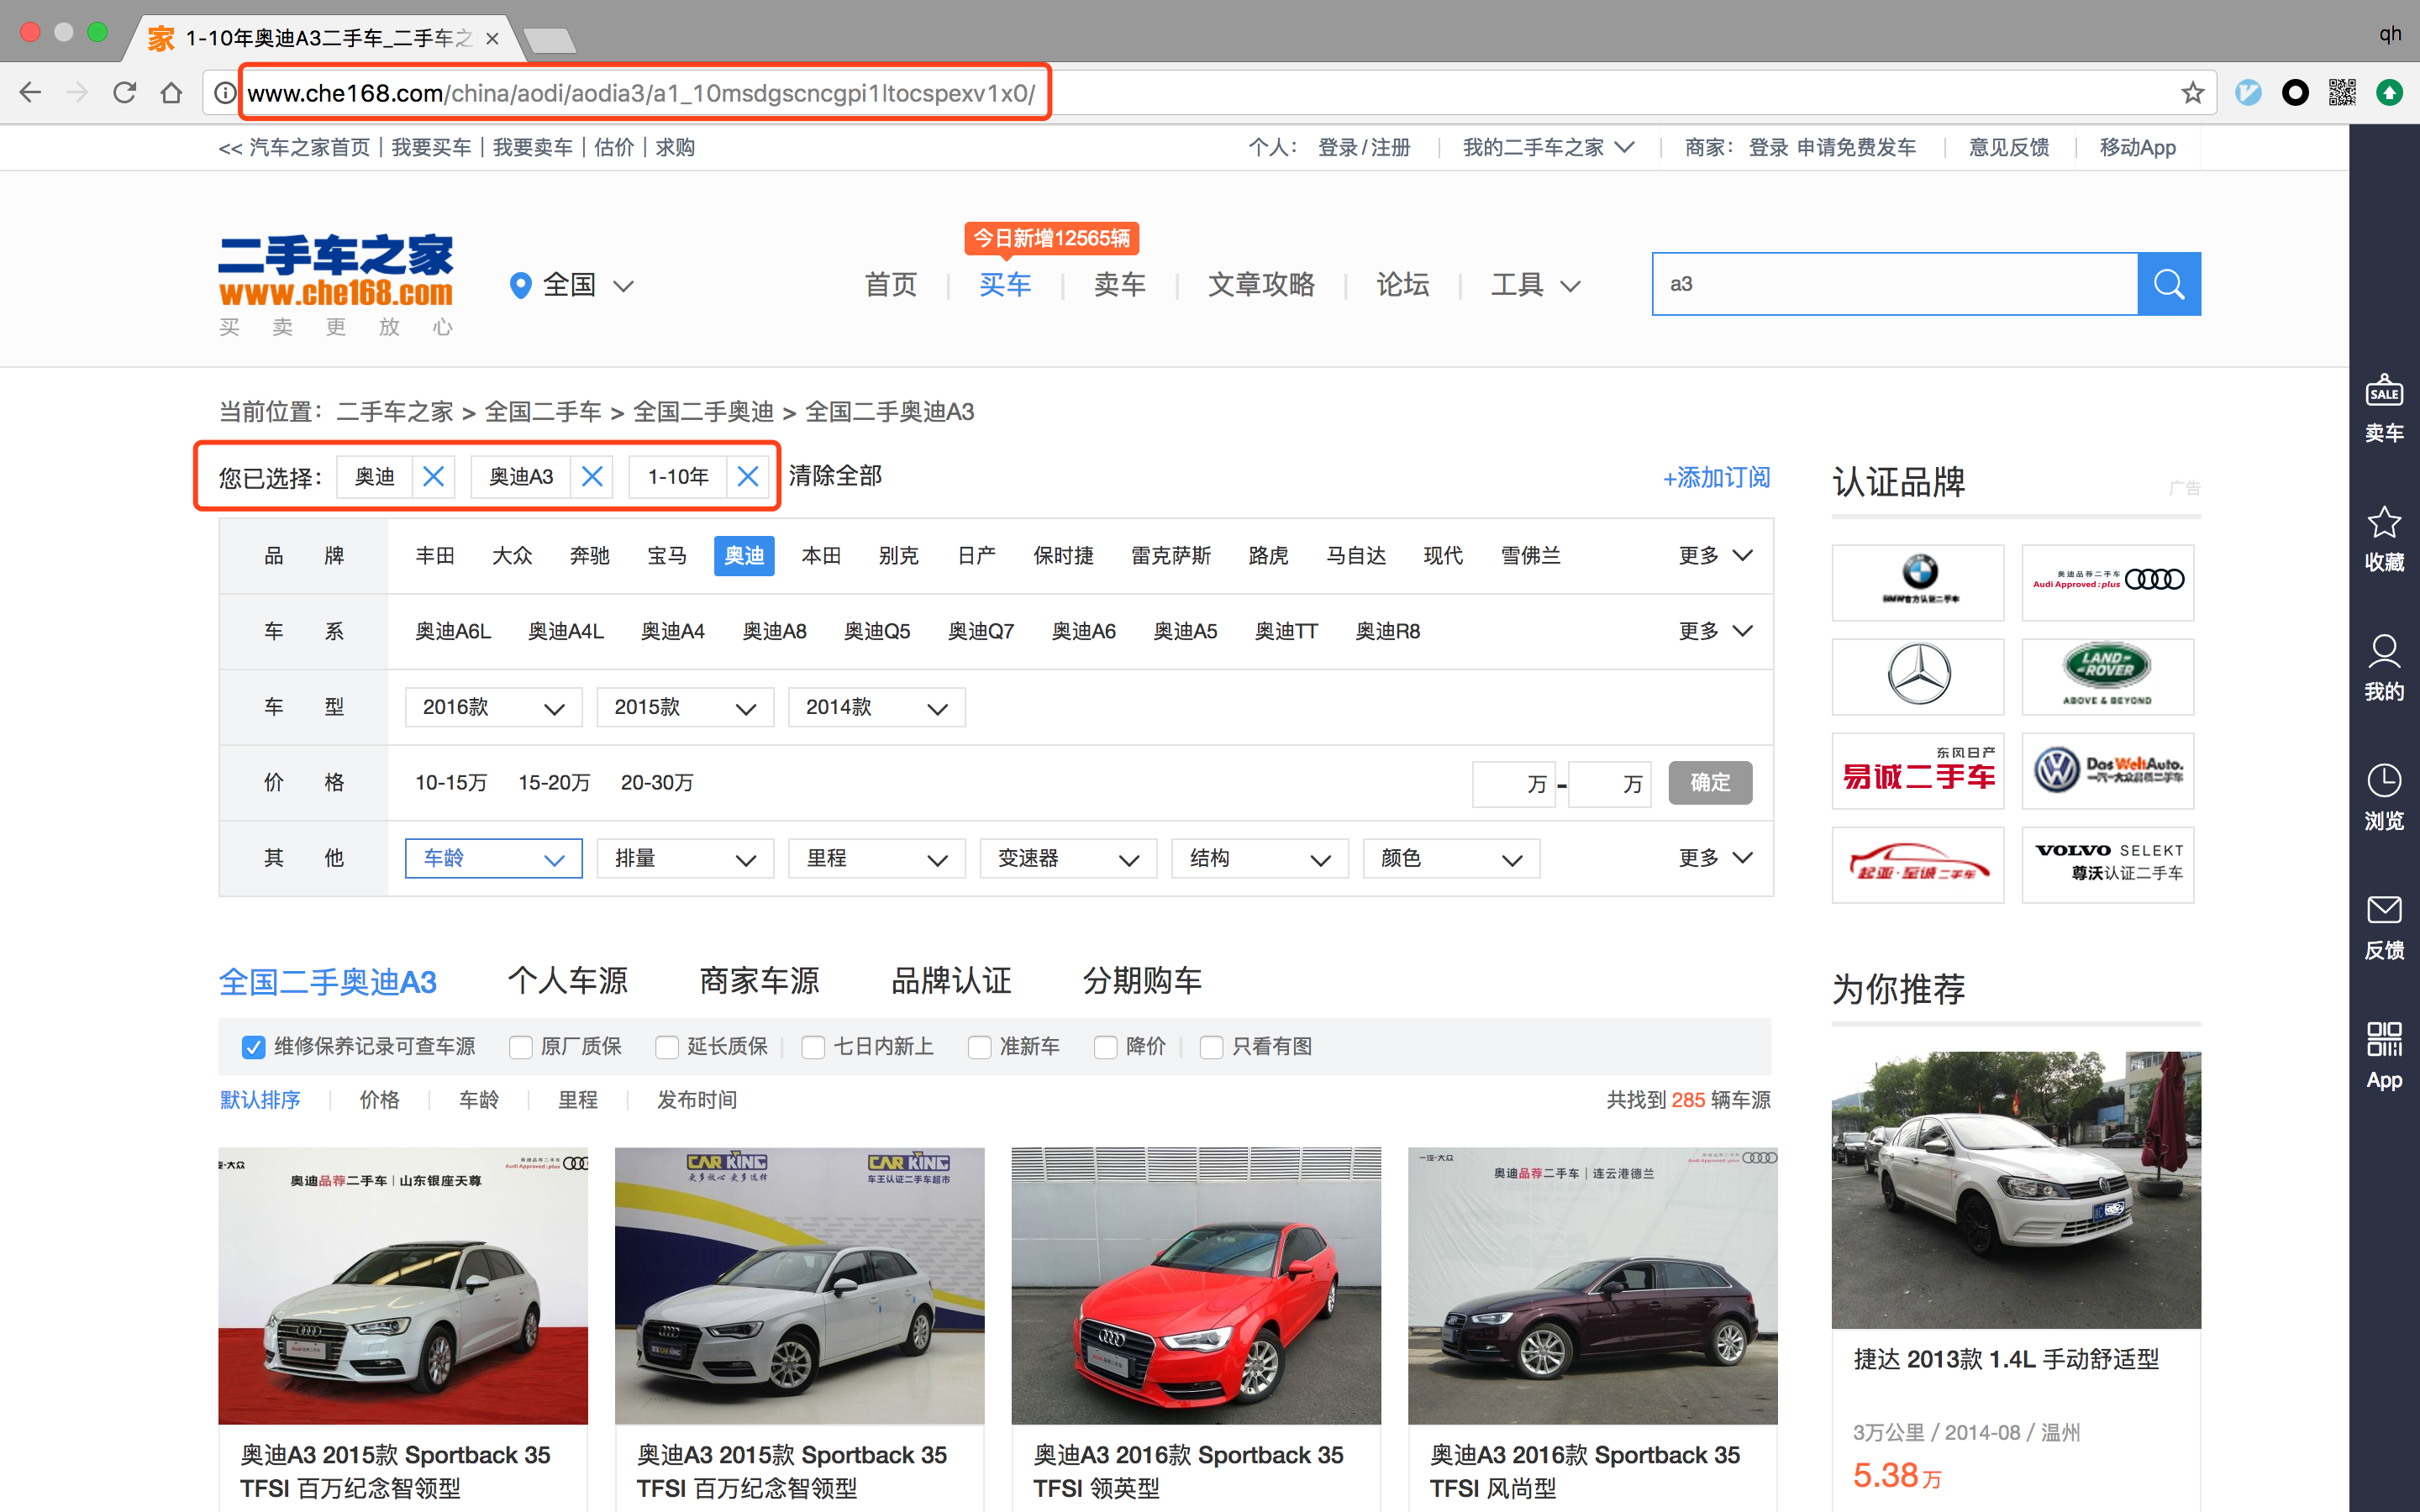 1-10年奥迪A3二手车_二手车之
qh
www.che168.com/china/aodi/aodia3/a1_10msdgscncgpi1ltocspexv1x0/
<< 汽车之家首页 | 我要买车 | 我要卖车 | 估价 | 求购
个人： 登录 / 注册 | 我的二手车之家 | 商家： 登录 申请免费发车 | 意见反馈 | 移动App
今日新增12565辆
二手车之家
www.che168.com
买 卖 更 放 心
全国
首页 | 买车 | 卖车 | 文章攻略 | 论坛 | 工具
a3
当前位置： 二手车之家 > 全国二手车 > 全国二手奥迪 > 全国二手奥迪A3
您已选择： 奥迪 奥迪A3 1-10年 清除全部
+添加订阅
品 牌 丰田 大众 奔驰 宝马 奥迪 本田 别克 日产 保时捷 雷克萨斯 路虎 马自达 现代 雪佛兰 更多
车 系 奥迪A6L 奥迪A4L 奥迪A4 奥迪A8 奥迪Q5 奥迪Q7 奥迪A6 奥迪A5 奥迪TT 奥迪R8 更多
车 型 2016款 2015款 2014款
价 格 10-15万 15-20万 20-30万 万 - 万 确定
其 他 车龄 排量 里程 变速器 结构 颜色 更多
全国二手奥迪A3 个人车源 商家车源 品牌认证 分期购车
维修保养记录可查车源 原厂质保 延长质保 七日内新上 准新车 降价 只看有图
默认排序 | 价格 | 车龄 | 里程 | 发布时间
共找到 285 辆车源
奥迪品荐二手车 | 山东银座天尊
Audi Approved :plus
CAR KING
更多放心 更多选择
CAR KING
车王认证二手车超市
一汽-大众
奥迪品荐二手车 | 连云港德兰
奥迪A3 2015款 Sportback 35
TFSI 百万纪念智领型
奥迪A3 2015款 Sportback 35
TFSI 百万纪念智领型
奥迪A3 2016款 Sportback 35
TFSI 领英型
奥迪A3 2016款 Sportback 35
TFSI 风尚型
认证品牌
广告
BMW官方认证二手车
奥迪品荐二手车
Audi Approved :plus
LAND-
ROVER
ABOVE & BEYOND
东风日产
易诚二手车
Das WeltAuto.
一汽-大众品质二手车
起亚·至诚二手车
VOLVO SELEKT
尊沃认证二手车
为你推荐
捷达 2013款 1.4L 手动舒适型
3万公里 / 2014-08 / 温州
5.38万
SALE
卖车
收藏
我的
浏览
反馈
App